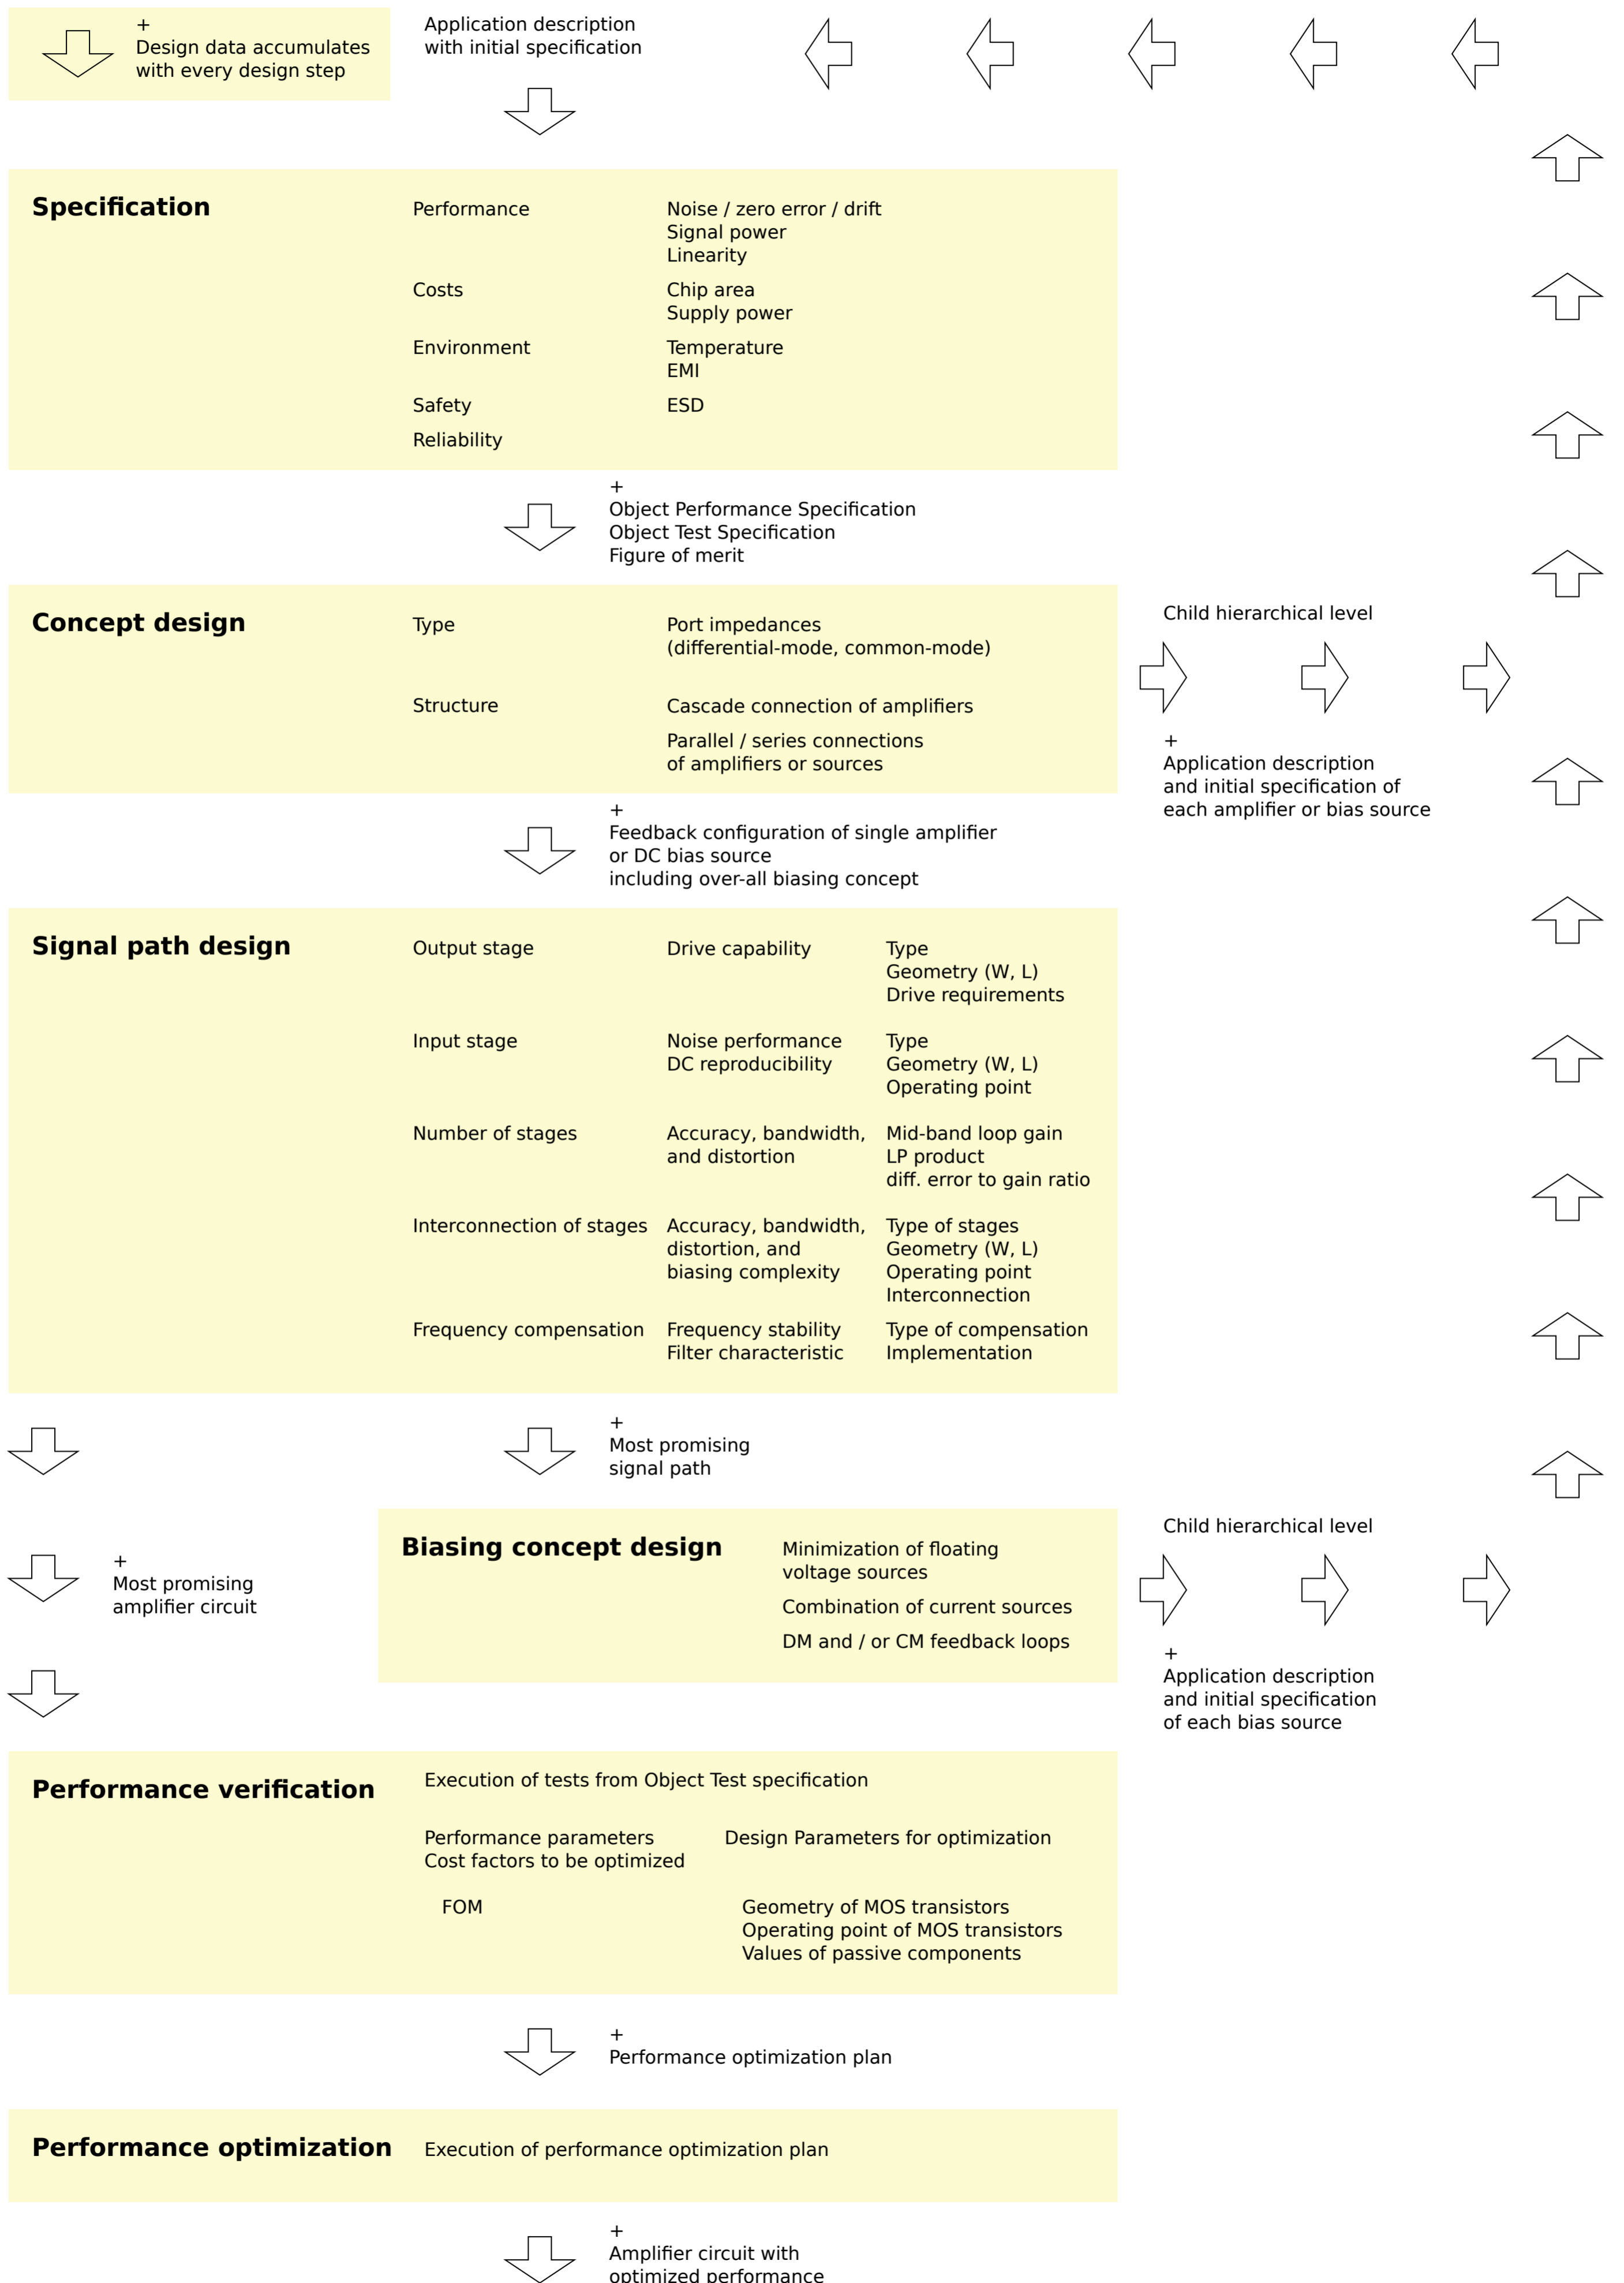 +
Design data accumulates
with every design step
Application description
with initial specification
Specification
Performance
Noise / zero error / drift
Signal power
Linearity
Costs
Chip area
Supply power
Environment
Temperature
EMI
Safety
ESD
Reliability
+
Object Performance Specification
Object Test Specification
Figure of merit
Concept design
Type
Port impedances
(differential-mode, common-mode)
Structure
Cascade connection of amplifiers
Parallel / series connections
of amplifiers or sources
Child hierarchical level
+
Application description
and initial specification of
each amplifier or bias source
+
Feedback configuration of single amplifier
or DC bias source
including over-all biasing concept
Signal path design
Output stage
Drive capability
Type
Geometry (W, L)
Drive requirements
Input stage
Noise performance
DC reproducibility
Type
Geometry (W, L)
Operating point
Number of stages
Accuracy, bandwidth,
and distortion
Mid-band loop gain
LP product
diff. error to gain ratio
Interconnection of stages
Accuracy, bandwidth,
distortion, and
biasing complexity
Type of stages
Geometry (W, L)
Operating point
Interconnection
Frequency compensation
Frequency stability
Filter characteristic
Type of compensation
Implementation
+
Most promising
signal path
+
Most promising
amplifier circuit
Biasing concept design
Minimization of floating
voltage sources
Combination of current sources
DM and / or CM feedback loops
Child hierarchical level
+
Application description
and initial specification
of each bias source
Performance verification
Execution of tests from Object Test specification
Performance parameters
Cost factors to be optimized
Design Parameters for optimization
FOM
Geometry of MOS transistors
Operating point of MOS transistors
Values of passive components
+
Performance optimization plan
Performance optimization
Execution of performance optimization plan
+
Amplifier circuit with
optimized performance